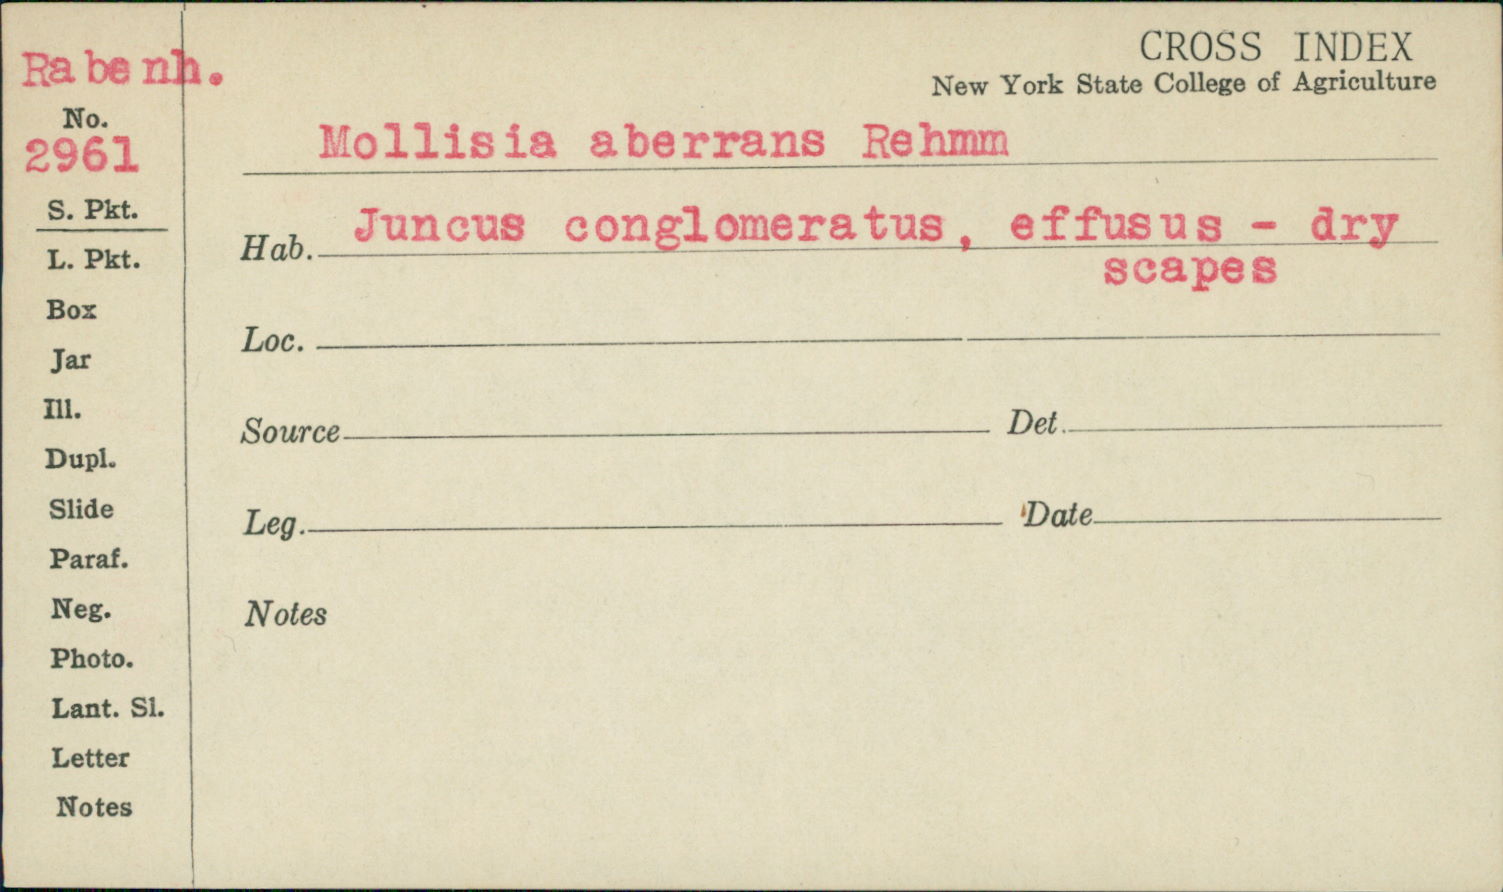 Rabenh.
No.
2961
S. Pkt.
L. Pkt.
Box
Jar
Ill.
Dupl.
Slide
Paraf.
Neg.
Photo.
Lant. Sl.
Letter
Notes
CROSS INDEX
New York State College of Agriculture
Mollisia aberrans Rehmm
Hab. Juncus conglomeratus, effusus - dry
scapes
Loc.
Source Det.
Leg. Date
Notes